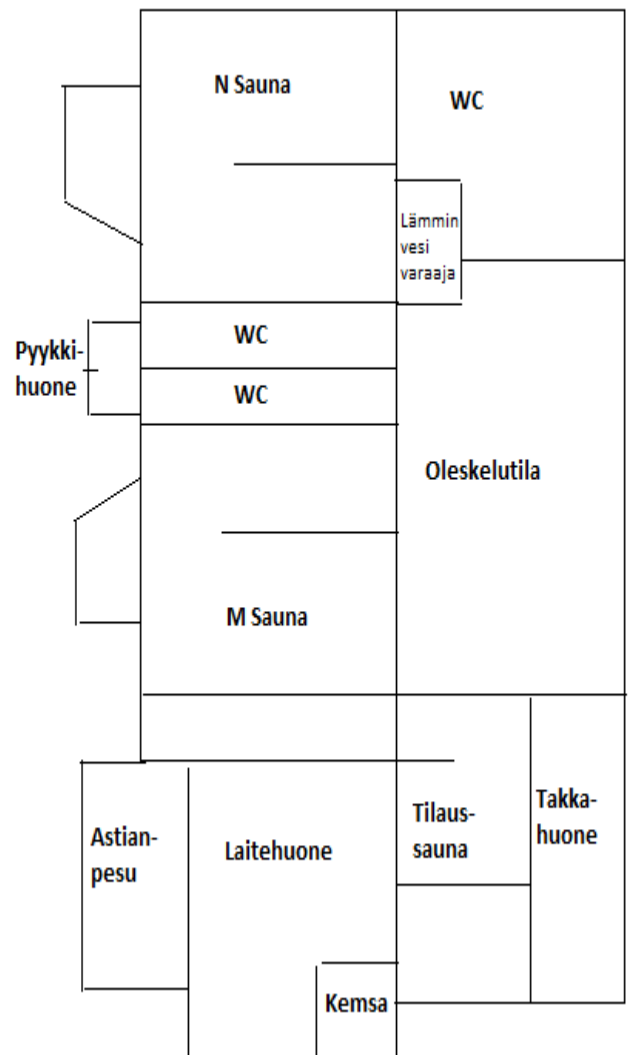 N Sauna
WC
Lämmin
vesi
varaaja
WC
Pyykki-
huone
WC
Oleskelutila
M Sauna
Astian-
pesu
Laitehuone
Tilaus-
sauna
Takka-
huone
Kemsa